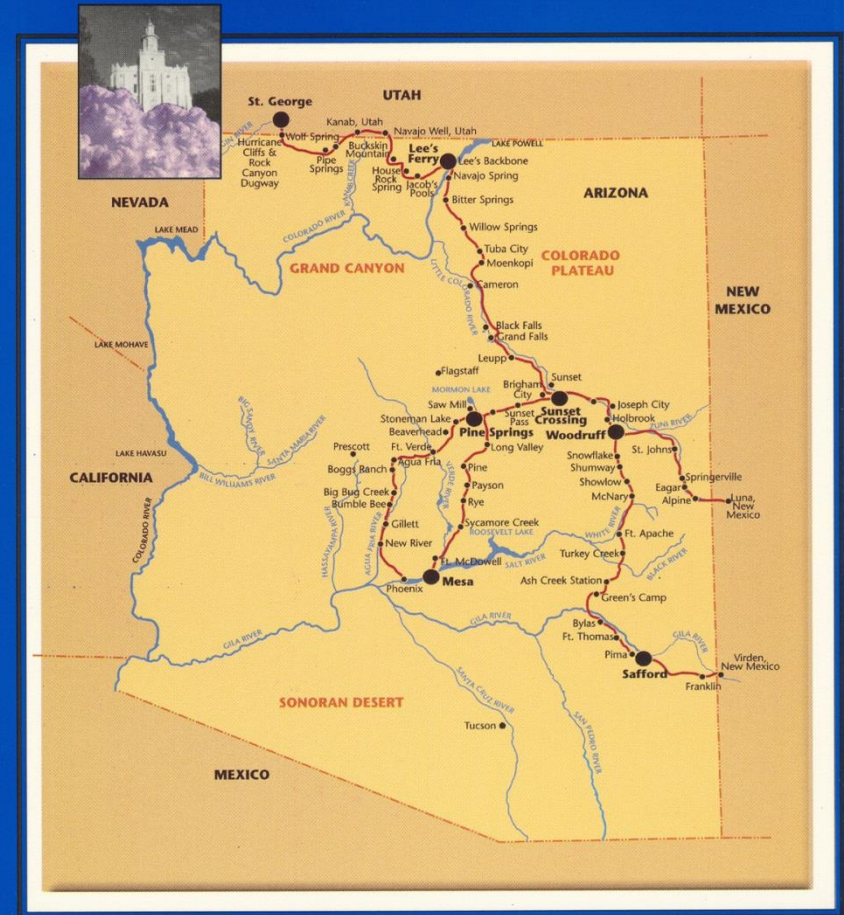 UTAH
St. George
Kanab, Utah
Navajo Well, Utah
LAKE POWELL
Wolf Spring
Hurricane
Cliffs &
Rock
Canyon
Dugway
Pipe
Springs
Buckskin
Mountain
Lee's
Ferry
Lee's Backbone
House
Rock
Spring
Jacob's
Pools
Navajo Spring
KANAB CREEK
NEVADA
Bitter Springs
ARIZONA
LAKE MEAD
COLORADO RIVER
Willow Springs
Tuba City
Moenkopi
GRAND CANYON
COLORADO
PLATEAU
LITTLE COLORADO RIVER
Cameron
NEW
MEXICO
Black Falls
Grand Falls
LAKE MOHAVE
Leupp
Flagstaff
MORMON LAKE
Brigham
City
Sunset
Saw Mill
Sunset
Pass
Sunset
Crossing
Joseph City
Holbrook
ZUNI RIVER
Stoneman Lake
Beaverhead
Pine Springs
Woodruff
BIG SANDY RIVER
SANTA MARIA RIVER
LAKE HAVASU
Prescott
Ft. Verde
Long Valley
St. Johns
Agua Fria
Snowflake
Boggs Ranch
VERDE RIVER
Pine
Shumway
CALIFORNIA
BILL WILLIAMS RIVER
Payson
Showlow
Springerville
Eagar
Big Bug Creek
McNary
Alpine
Luna,
New
Mexico
Bumble Bee
Rye
COLORADO RIVER
HASSAYAMPA RIVER
AGUA FRIA RIVER
Gillett
Sycamore Creek
ROOSEVELT LAKE
WHITE RIVER
Ft. Apache
New River
Turkey Creek
Ft. McDowell
SALT RIVER
BLACK RIVER
Phoenix
Mesa
Ash Creek Station
Green's Camp
GILA RIVER
GILA RIVER
Bylas
Ft. Thomas
GILA RIVER
Pima
Safford
Virden,
New Mexico
Franklin
SANTA CRUZ RIVER
SONORAN DESERT
SAN PEDRO RIVER
Tucson
MEXICO